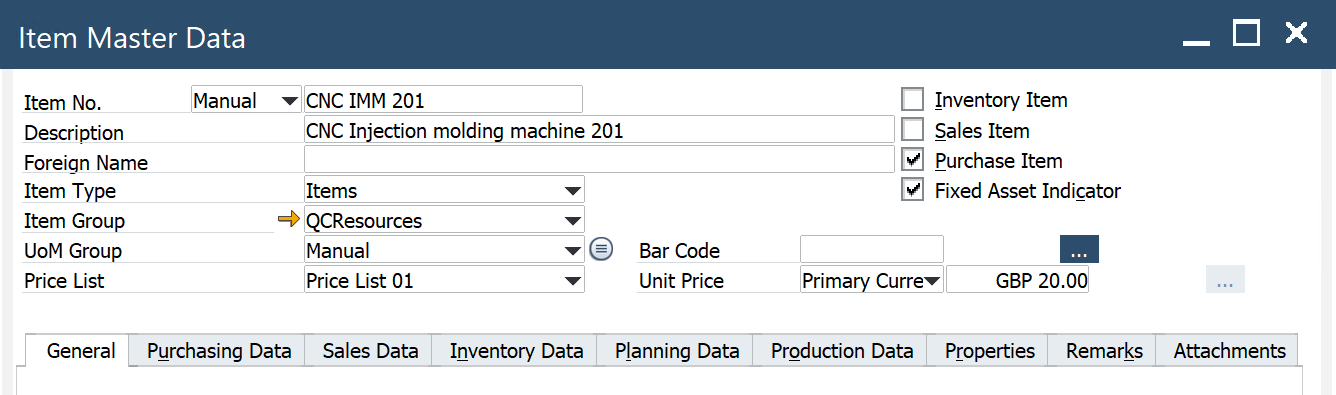 Item Master Data
Item No. Manual CNC IMM 201 Inventory Item
Description CNC Injection molding machine 201 Sales Item
Foreign Name Purchase Item
Item Type Items Fixed Asset Indicator
Item Group QCResources
UoM Group Manual Bar Code ...
Price List Price List 01 Unit Price Primary Curre GBP 20.00 ...
General Purchasing Data Sales Data Inventory Data Planning Data Production Data Properties Remarks Attachments